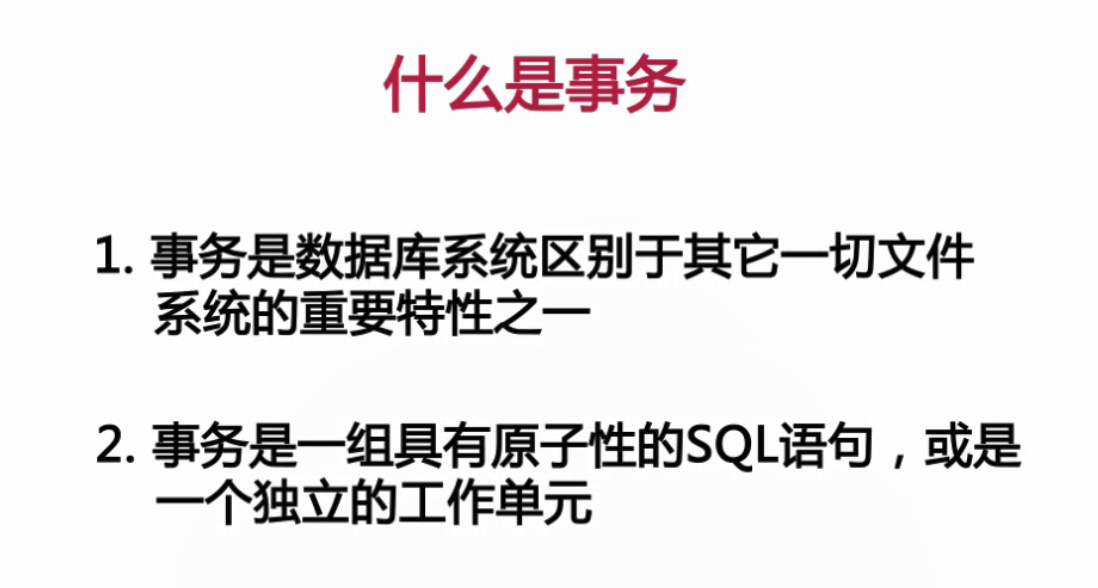 什么是事务
1. 事务是数据库系统区别于其它一切文件
系统的重要特性之一
2. 事务是一组具有原子性的SQL语句，或是
一个独立的工作单元